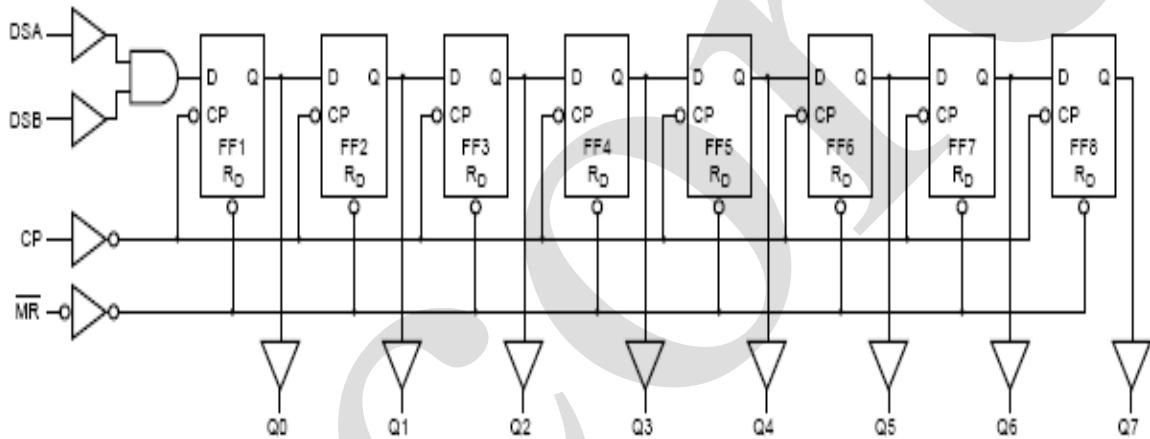 DSA
DSB
D Q D Q D Q D Q D Q D Q D Q D Q
CP CP CP CP CP CP CP CP
FF1 FF2 FF3 FF4 FF5 FF6 FF7 FF8
RD RD RD RD RD RD RD RD
CP
MR
Q0 Q1 Q2 Q3 Q4 Q5 Q6 Q7